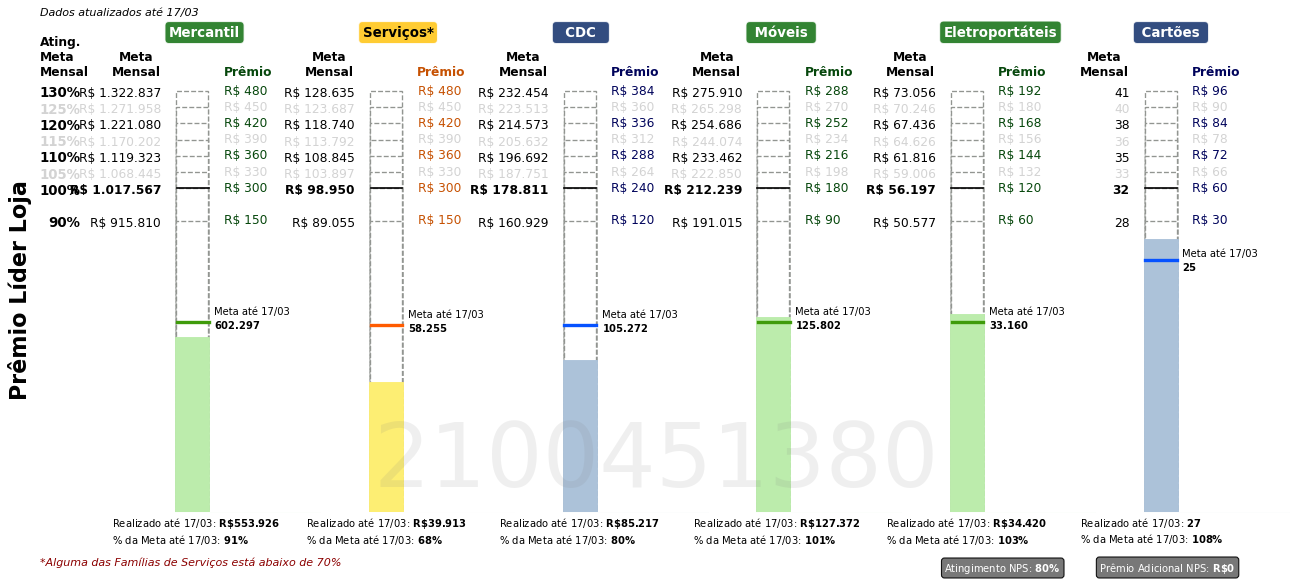 Dados atualizados até 17/03
Mercantil Serviços* CDC Móveis Eletroportáteis Cartões
Ating. Meta Mensal
Meta Mensal Prêmio Meta Mensal Prêmio Meta Mensal Prêmio Meta Mensal Prêmio Meta Mensal Prêmio Meta Mensal Prêmio
130% R$ 1.322.837 R$ 480 R$ 128.635 R$ 480 R$ 232.454 R$ 384 R$ 275.910 R$ 288 R$ 73.056 R$ 192 41 R$ 96
125% R$ 1.271.958 R$ 450 R$ 123.687 R$ 450 R$ 223.513 R$ 360 R$ 265.298 R$ 270 R$ 70.246 R$ 180 40 R$ 90
120% R$ 1.221.080 R$ 420 R$ 118.740 R$ 420 R$ 214.573 R$ 336 R$ 254.686 R$ 252 R$ 67.436 R$ 168 38 R$ 84
115% R$ 1.170.202 R$ 390 R$ 113.792 R$ 390 R$ 205.632 R$ 312 R$ 244.074 R$ 234 R$ 64.626 R$ 156 36 R$ 78
110% R$ 1.119.323 R$ 360 R$ 108.845 R$ 360 R$ 196.692 R$ 288 R$ 233.462 R$ 216 R$ 61.816 R$ 144 35 R$ 72
105% R$ 1.068.445 R$ 330 R$ 103.897 R$ 330 R$ 187.751 R$ 264 R$ 222.850 R$ 198 R$ 59.006 R$ 132 33 R$ 66
100% R$ 1.017.567 R$ 300 R$ 98.950 R$ 300 R$ 178.811 R$ 240 R$ 212.239 R$ 180 R$ 56.197 R$ 120 32 R$ 60
90% R$ 915.810 R$ 150 R$ 89.055 R$ 150 R$ 160.929 R$ 120 R$ 191.015 R$ 90 R$ 50.577 R$ 60 28 R$ 30
Prêmio Líder Loja
Meta até 17/03
25
Meta até 17/03 Meta até 17/03 Meta até 17/03 Meta até 17/03 Meta até 17/03
602.297 58.255 105.272 125.802 33.160
2100451380
Realizado até 17/03: R$553.926 Realizado até 17/03: R$39.913 Realizado até 17/03: R$85.217 Realizado até 17/03: R$127.372 Realizado até 17/03: R$34.420 Realizado até 17/03: 27
% da Meta até 17/03: 91% % da Meta até 17/03: 68% % da Meta até 17/03: 80% % da Meta até 17/03: 101% % da Meta até 17/03: 103% % da Meta até 17/03: 108%
*Alguma das Famílias de Serviços está abaixo de 70%
Atingimento NPS: 80% Prêmio Adicional NPS: R$0